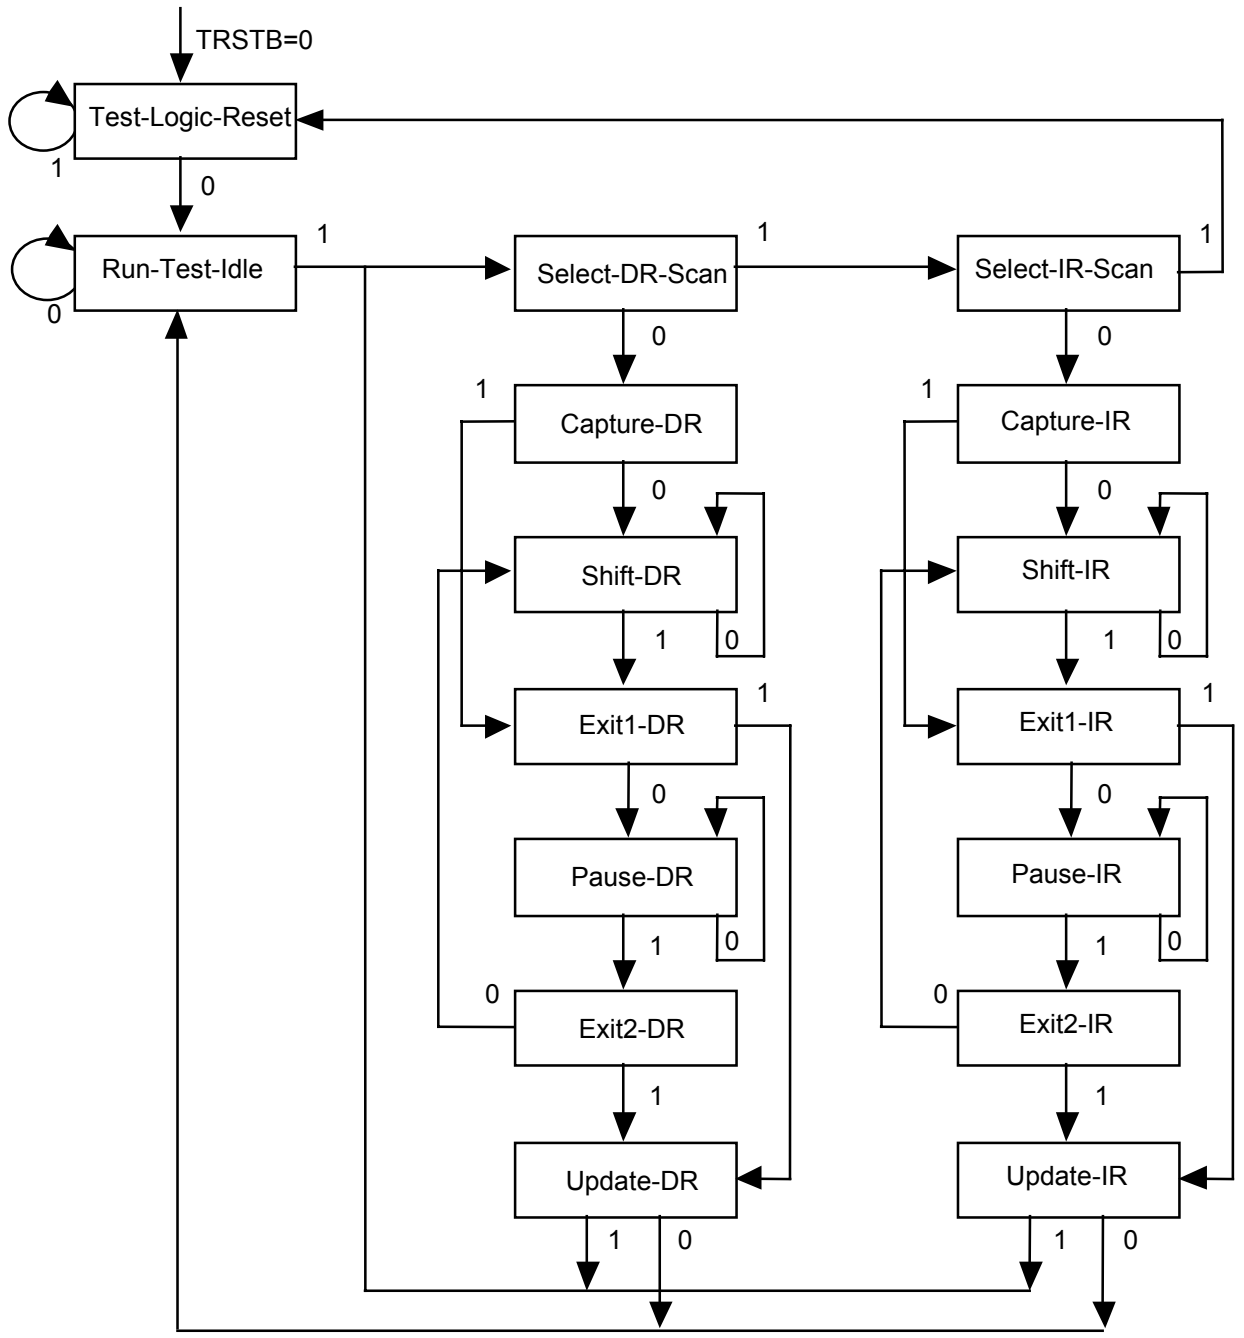 TRSTB=0
Test-Logic-Reset
1
0
Run-Test-Idle
1
0
Select-DR-Scan
1
Select-IR-Scan
1
0
0
1
Capture-DR
1
Capture-IR
0
0
Shift-DR
Shift-IR
1
0
1
0
Exit1-DR
1
Exit1-IR
1
0
0
Pause-DR
Pause-IR
1
0
1
0
0
Exit2-DR
0
Exit2-IR
1
1
Update-DR
Update-IR
1
0
1
0